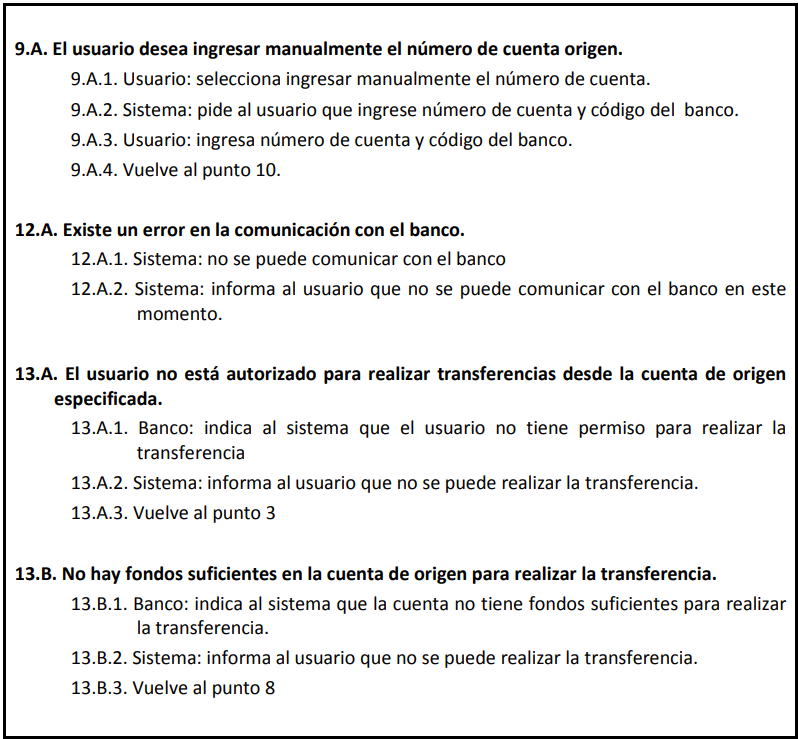 9.A. El usuario desea ingresar manualmente el número de cuenta origen.
9.A.1. Usuario: selecciona ingresar manualmente el número de cuenta.
9.A.2. Sistema: pide al usuario que ingrese número de cuenta y código del banco.
9.A.3. Usuario: ingresa número de cuenta y código del banco.
9.A.4. Vuelve al punto 10.
12.A. Existe un error en la comunicación con el banco.
12.A.1. Sistema: no se puede comunicar con el banco
12.A.2. Sistema: informa al usuario que no se puede comunicar con el banco en este
momento.
13.A. El usuario no está autorizado para realizar transferencias desde la cuenta de origen
especificada.
13.A.1. Banco: indica al sistema que el usuario no tiene permiso para realizar la
transferencia
13.A.2. Sistema: informa al usuario que no se puede realizar la transferencia.
13.A.3. Vuelve al punto 3
13.B. No hay fondos suficientes en la cuenta de origen para realizar la transferencia.
13.B.1. Banco: indica al sistema que la cuenta no tiene fondos suficientes para realizar
la transferencia.
13.B.2. Sistema: informa al usuario que no se puede realizar la transferencia.
13.B.3. Vuelve al punto 8